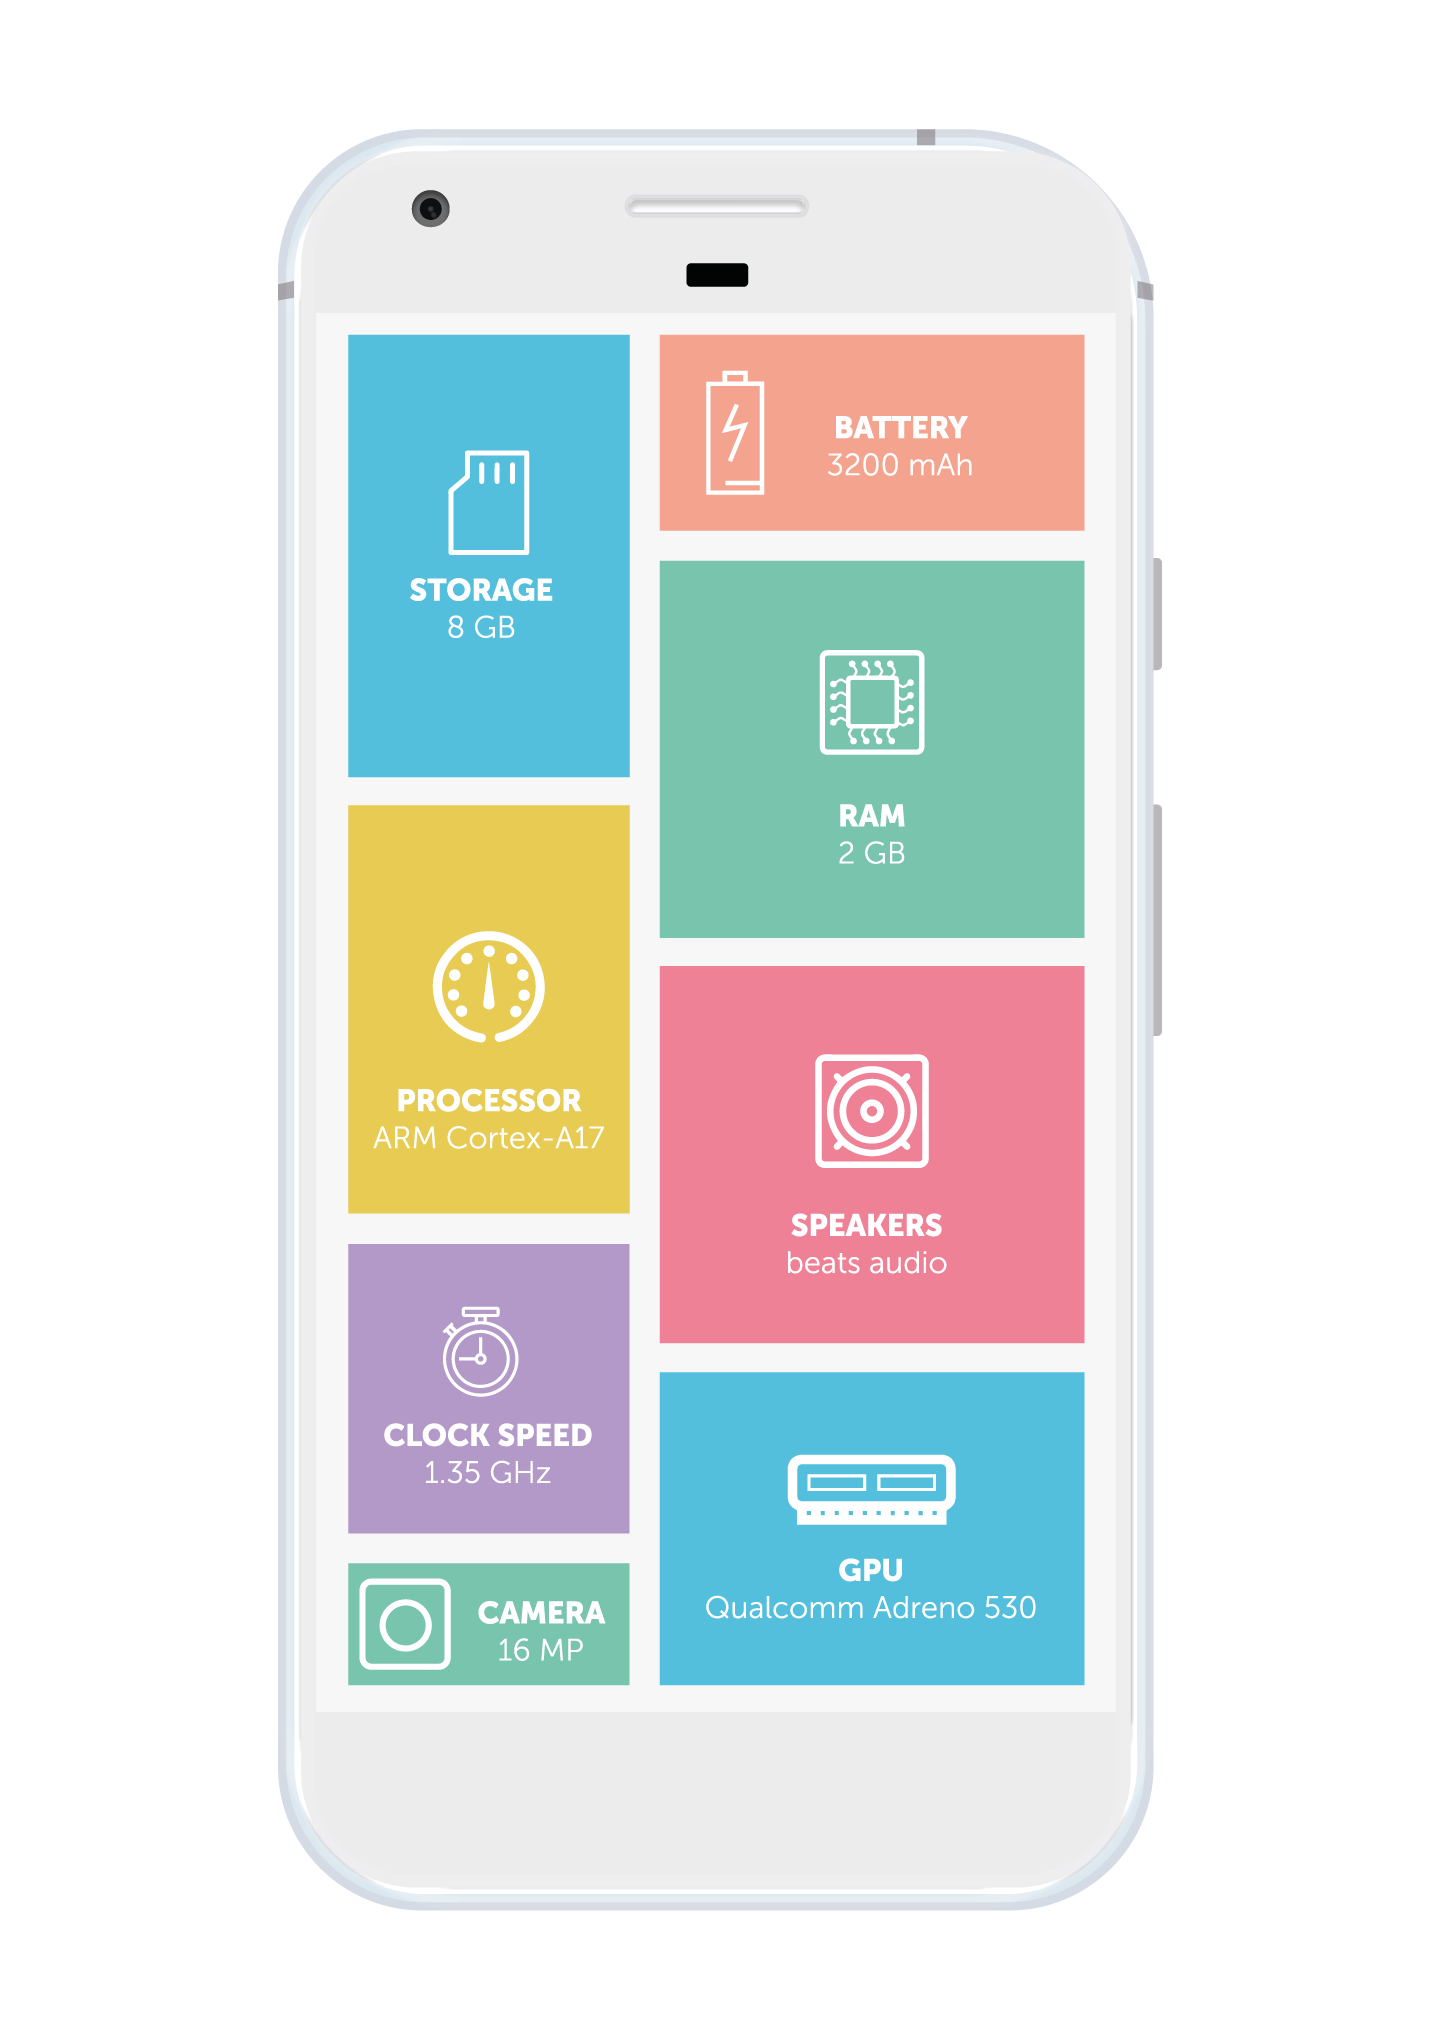 STORAGE
8 GB
BATTERY
3200 mAh
RAM
2 GB
PROCESSOR
ARM Cortex-A17
SPEAKERS
beats audio
CLOCK SPEED
1.35 GHz
GPU
Qualcomm Adreno 530
CAMERA
16 MP